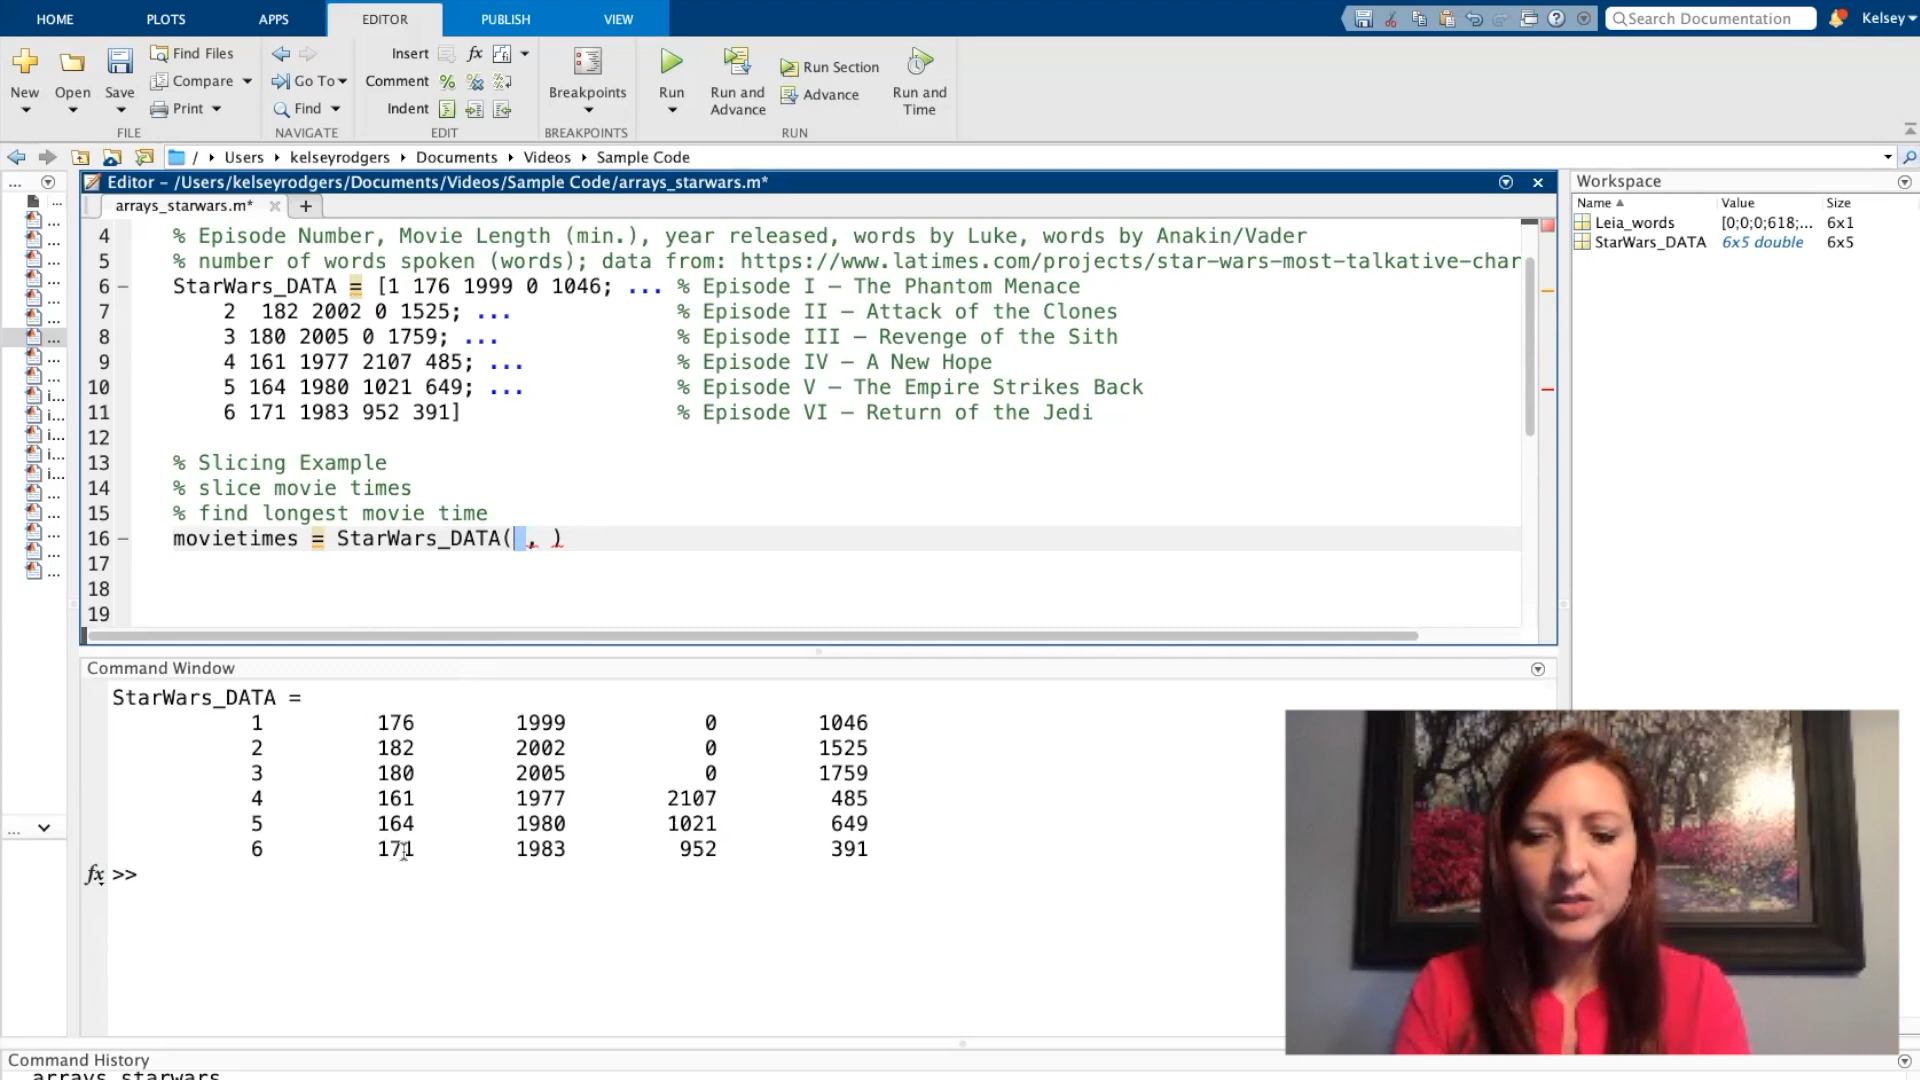 HOME PLOTS APPS EDITOR PUBLISH VIEW
Search Documentation Kelsey
New Open Save Find Files Compare Print
FILE
Go To Find
NAVIGATE
Insert fx
Comment
Indent
EDIT
Breakpoints
BREAKPOINTS
Run Run and Advance Run Section Advance Run and Time
RUN
/ Users kelseyrodgers Documents Videos Sample Code
Editor – /Users/kelseyrodgers/Documents/Videos/Sample Code/arrays_starwars.m*
arrays_starwars.m* +
4 % Episode Number, Movie Length (min.), year released, words by Luke, words by Anakin/Vader
5 % number of words spoken (words); data from: https://www.latimes.com/projects/star-wars-most-talkative-char
6 – StarWars_DATA = [1 176 1999 0 1046; ... % Episode I – The Phantom Menace
7 2 182 2002 0 1525; ... % Episode II – Attack of the Clones
8 3 180 2005 0 1759; ... % Episode III – Revenge of the Sith
9 4 161 1977 2107 485; ... % Episode IV – A New Hope
10 5 164 1980 1021 649; ... % Episode V – The Empire Strikes Back
11 6 171 1983 952 391] % Episode VI – Return of the Jedi
12
13 % Slicing Example
14 % slice movie times
15 % find longest movie time
16 – movietimes = StarWars_DATA( , )
17
18
19
Workspace
Name Value Size
Leia_words [0;0;0;618;... 6x1
StarWars_DATA 6x5 double 6x5
Command Window
StarWars_DATA =
1 176 1999 0 1046
2 182 2002 0 1525
3 180 2005 0 1759
4 161 1977 2107 485
5 164 1980 1021 649
6 171 1983 952 391
fx >>
Command History
arrays_starwars